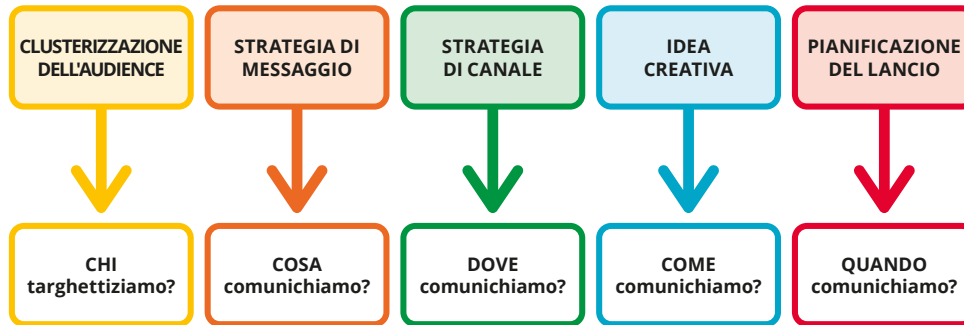 CLUSTERIZZAZIONE
DELL'AUDIENCE
STRATEGIA DI
MESSAGGIO
STRATEGIA
DI CANALE
IDEA
CREATIVA
PIANIFICAZIONE
DEL LANCIO
CHI
targhettiziamo?
COSA
comunichiamo?
DOVE
comunichiamo?
COME
comunichiamo?
QUANDO
comunichiamo?